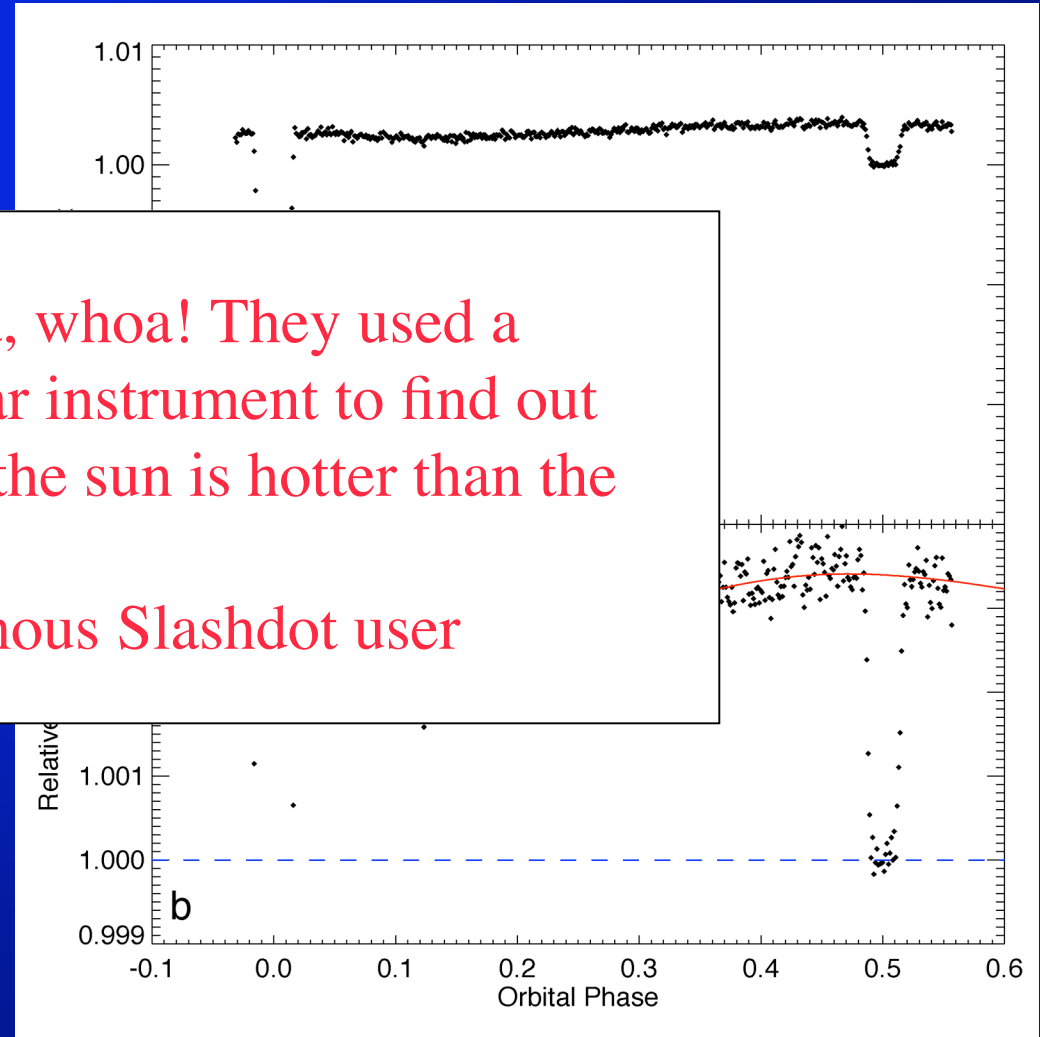 1.01
1.00
whoa! They used a
instrument to find out
the sun is hotter than the
Slashdot user
Relative
1.001
1.000
b
0.999
-0.1 0.0 0.1 0.2 0.3 0.4 0.5 0.6
Orbital Phase